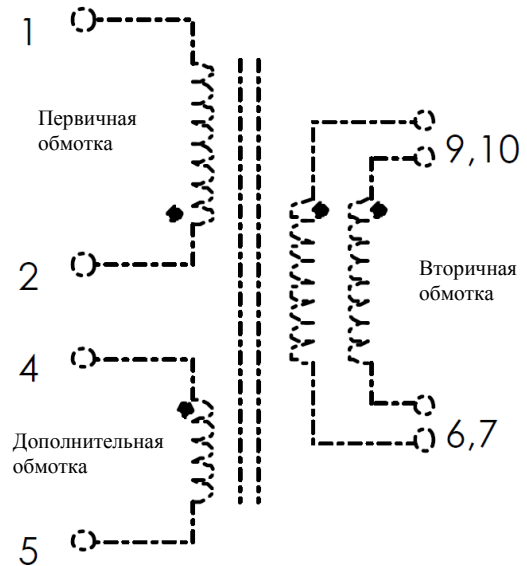 1
Первичная
обмотка
2
4
Дополнительная
обмотка
5
9,10
Вторичная
обмотка
6,7